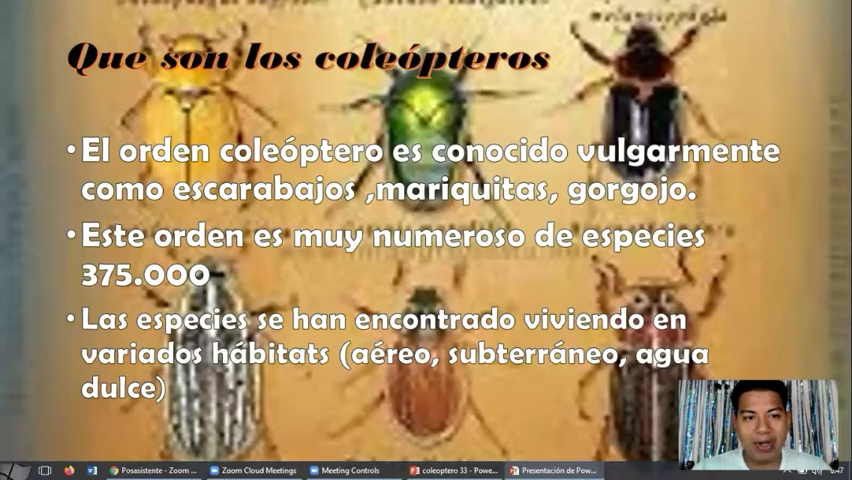 melanocephala
Que son los coleópteros
• El orden coleóptero es conocido vulgarmente
como escarabajos ,mariquitas, gorgojo.
• Este orden es muy numeroso de especies
375.000
• Las especies se han encontrado viviendo en
variados hábitats (aéreo, subterráneo, agua
dulce)
Posasistente - Zoom ... Zoom Cloud Meetings Meeting Controls coleoptero 33 - Powe... Presentación de Pow...